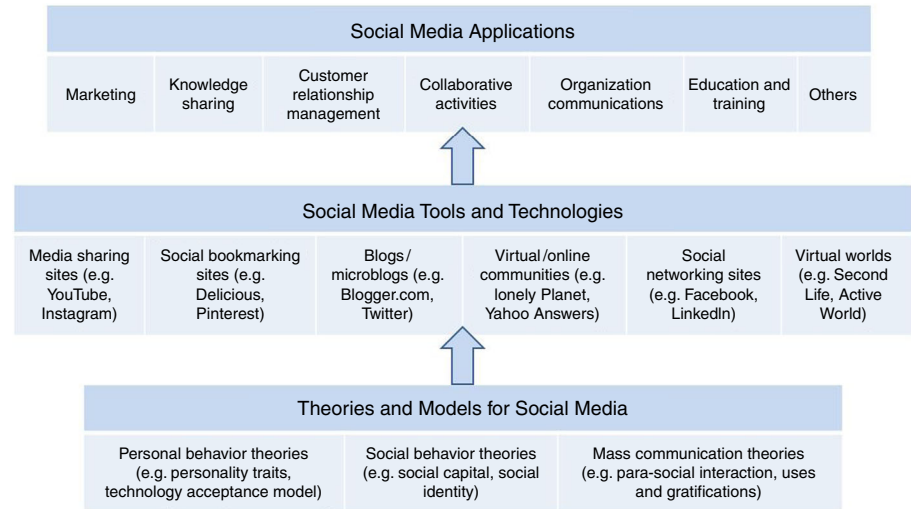 Social Media Applications
Marketing
Knowledge
sharing
Customer
relationship
management
Collaborative
activities
Organization
communications
Education and
training
Others
Social Media Tools and Technologies
Media sharing
sites (e.g.
YouTube,
Instagram)
Social bookmarking
sites (e.g.
Delicious,
Pinterest)
Blogs/
microblogs (e.g.
Blogger.com,
Twitter)
Virtual/online
communities (e.g.
lonely Planet,
Yahoo Answers)
Social
networking sites
(e.g. Facebook,
LinkedIn)
Virtual worlds
(e.g. Second
Life, Active
World)
Theories and Models for Social Media
Personal behavior theories
(e.g. personality traits,
technology acceptance model)
Social behavior theories
(e.g. social capital, social
identity)
Mass communication theories
(e.g. para-social interaction, uses
and gratifications)